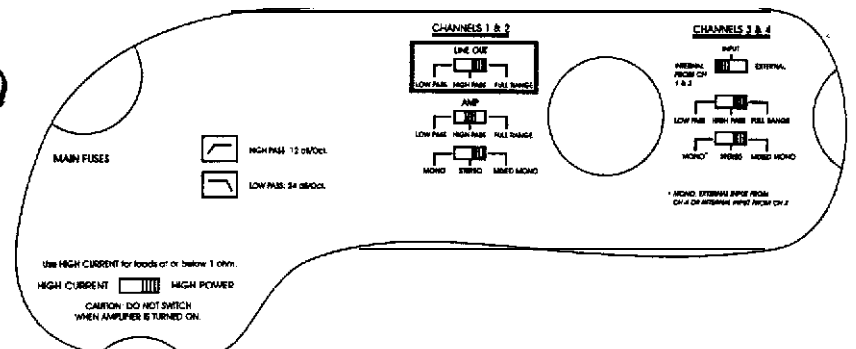 CHANNELS 1 & 2
LINE OUT
LOW PASS HIGH PASS FULL RANGE
AMP
LOW PASS HIGH PASS FULL RANGE
MONO STEREO MIXED MONO
CHANNELS 3 & 4
INPUT
INTERNAL FROM CH 1 & 2
EXTERNAL
LOW PASS HIGH PASS FULL RANGE
MONO* STEREO MIXED MONO
* MONO, EXTERNAL INPUT FROM
CH 4 OR INTERNAL INPUT FROM CH 2
MAIN FUSES
HIGH PASS: 12 dB/Oct.
LOW PASS: 24 dB/Oct.
Use HIGH CURRENT for loads at or below 1 ohm.
HIGH CURRENT HIGH POWER
CAUTION: DO NOT SWITCH
WHEN AMPLIFIER IS TURNED ON.